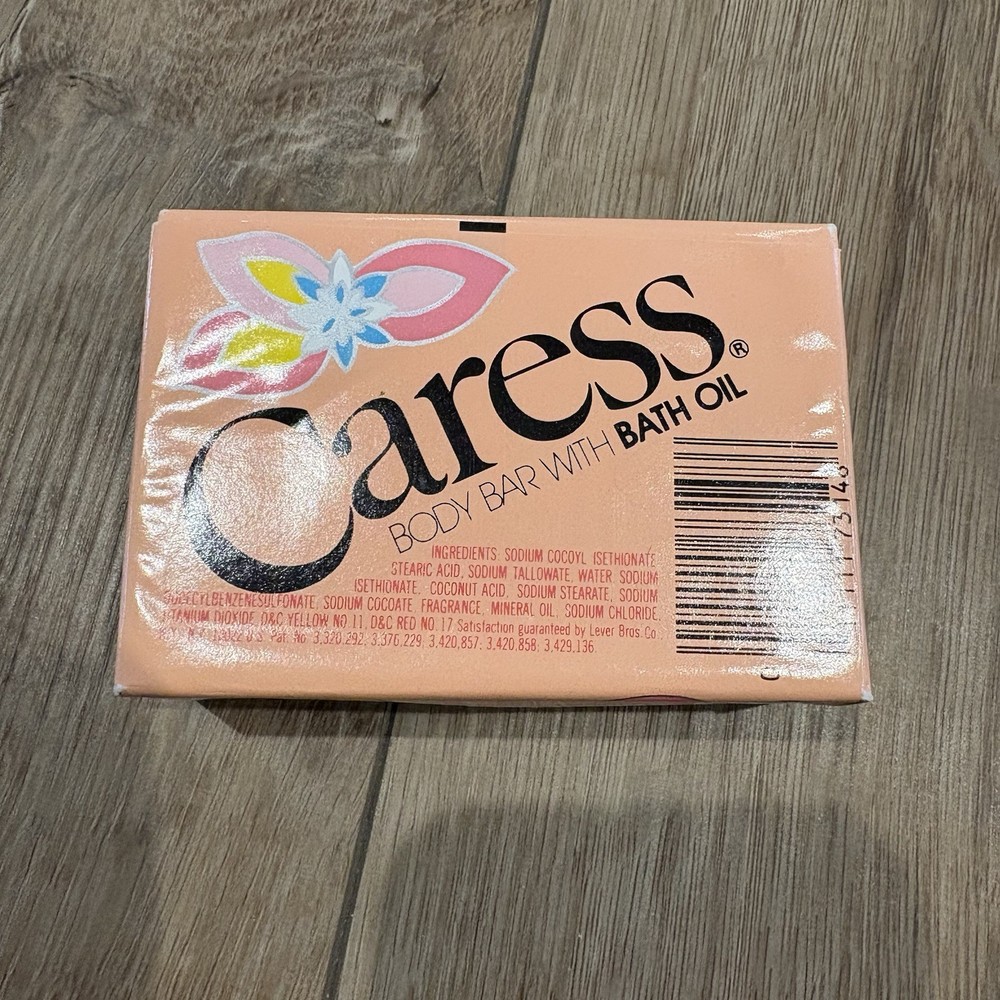 Caress®
BODY BAR WITH BATH OIL
INGREDIENTS: SODIUM COCOYL ISETHIONATE,
STEARIC ACID, SODIUM TALLOWATE, WATER, SODIUM
ISETHIONATE, COCONUT ACID, SODIUM STEARATE, SODIUM
DODECYLBENZENESULFONATE, SODIUM COCOATE, FRAGRANCE, MINERAL OIL, SODIUM CHLORIDE,
TITANIUM DIOXIDE, D&C YELLOW NO. 11, D&C RED NO. 17 Satisfaction guaranteed by Lever Bros. Co.
U.S. Pat. No. 3,320,292; 3,376,229; 3,420,857; 3,420,858; 3,429,136.